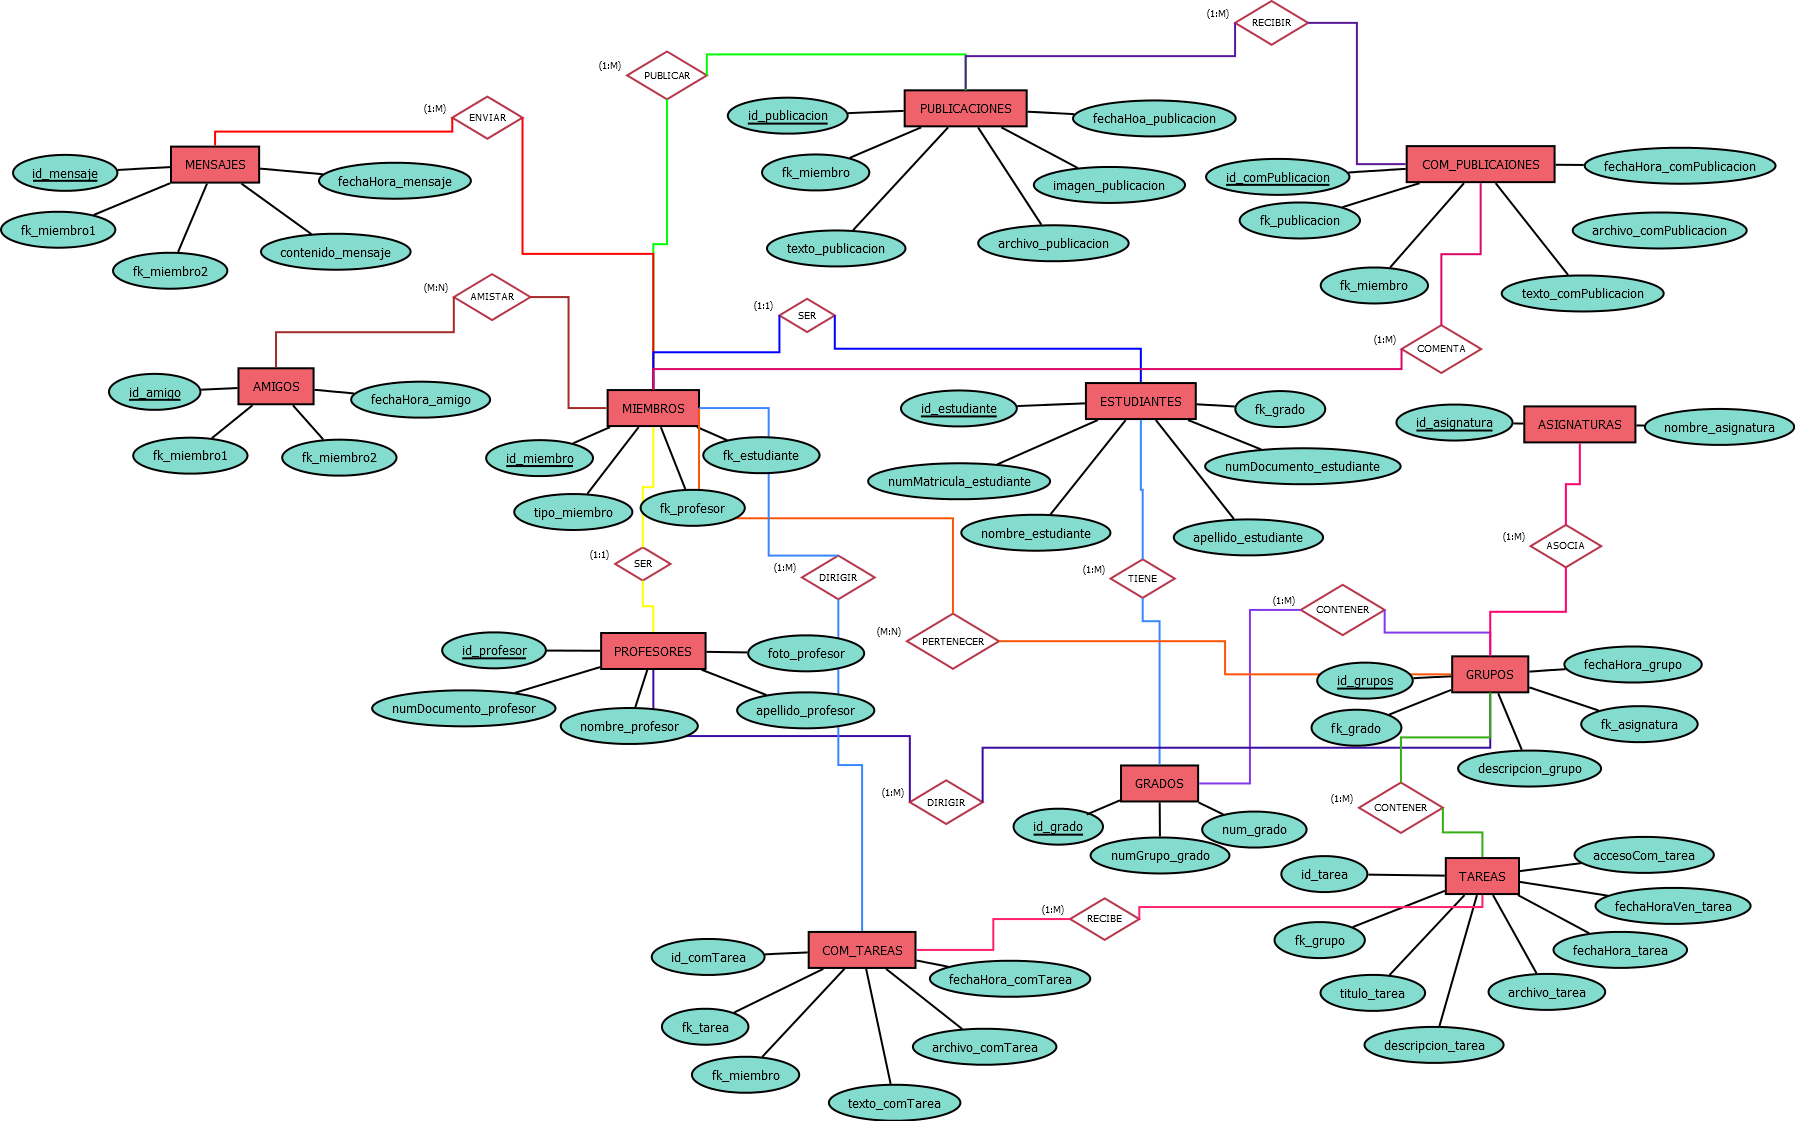 (1:M)
RECIBIR
(1:M)
PUBLICAR
(1:M)
ENVIAR
PUBLICACIONES
id_publicacion
fechaHoa_publicacion
fk_miembro
imagen_publicacion
texto_publicacion
archivo_publicacion
MENSAJES
id_mensaje
fechaHora_mensaje
fk_miembro1
fk_miembro2
contenido_mensaje
COM_PUBLICAIONES
id_comPublicacion
fechaHora_comPublicacion
fk_publicacion
archivo_comPublicacion
fk_miembro
texto_comPublicacion
(M:N)
AMISTAR
(1:1)
SER
(1:M)
COMENTA
AMIGOS
id_amigo
fechaHora_amigo
fk_miembro1
fk_miembro2
MIEMBROS
id_miembro
fk_estudiante
tipo_miembro
fk_profesor
ESTUDIANTES
id_estudiante
fk_grado
numMatricula_estudiante
numDocumento_estudiante
nombre_estudiante
apellido_estudiante
ASIGNATURAS
id_asignatura
nombre_asignatura
(1:1)
SER
(1:M)
DIRIGIR
(1:M)
TIENE
(1:M)
ASOCIA
(1:M)
CONTENER
(M:N)
PERTENECER
PROFESORES
id_profesor
foto_profesor
numDocumento_profesor
nombre_profesor
apellido_profesor
GRUPOS
id_grupos
fechaHora_grupo
fk_grado
fk_asignatura
descripcion_grupo
(1:M)
DIRIGIR
GRADOS
id_grado
num_grado
numGrupo_grado
(1:M)
CONTENER
TAREAS
id_tarea
accesoCom_tarea
fechaHoraVen_tarea
fk_grupo
fechaHora_tarea
titulo_tarea
archivo_tarea
descripcion_tarea
(1:M)
RECIBE
COM_TAREAS
id_comTarea
fechaHora_comTarea
fk_tarea
archivo_comTarea
fk_miembro
texto_comTarea